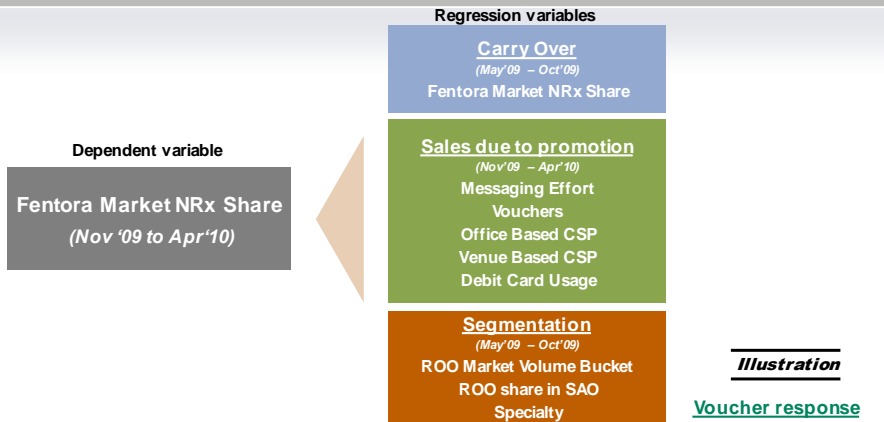 Regression variables
Carry Over
(May'09 – Oct'09)
Fentora Market NRx Share
Dependent variable
Fentora Market NRx Share
(Nov '09 to Apr'10)
Sales due to promotion
(Nov'09 – Apr'10)
Messaging Effort
Vouchers
Office Based CSP
Venue Based CSP
Debit Card Usage
Segmentation
(May'09 – Oct'09)
ROO Market Volume Bucket
ROO share in SAO
Specialty
Illustration
Voucher response